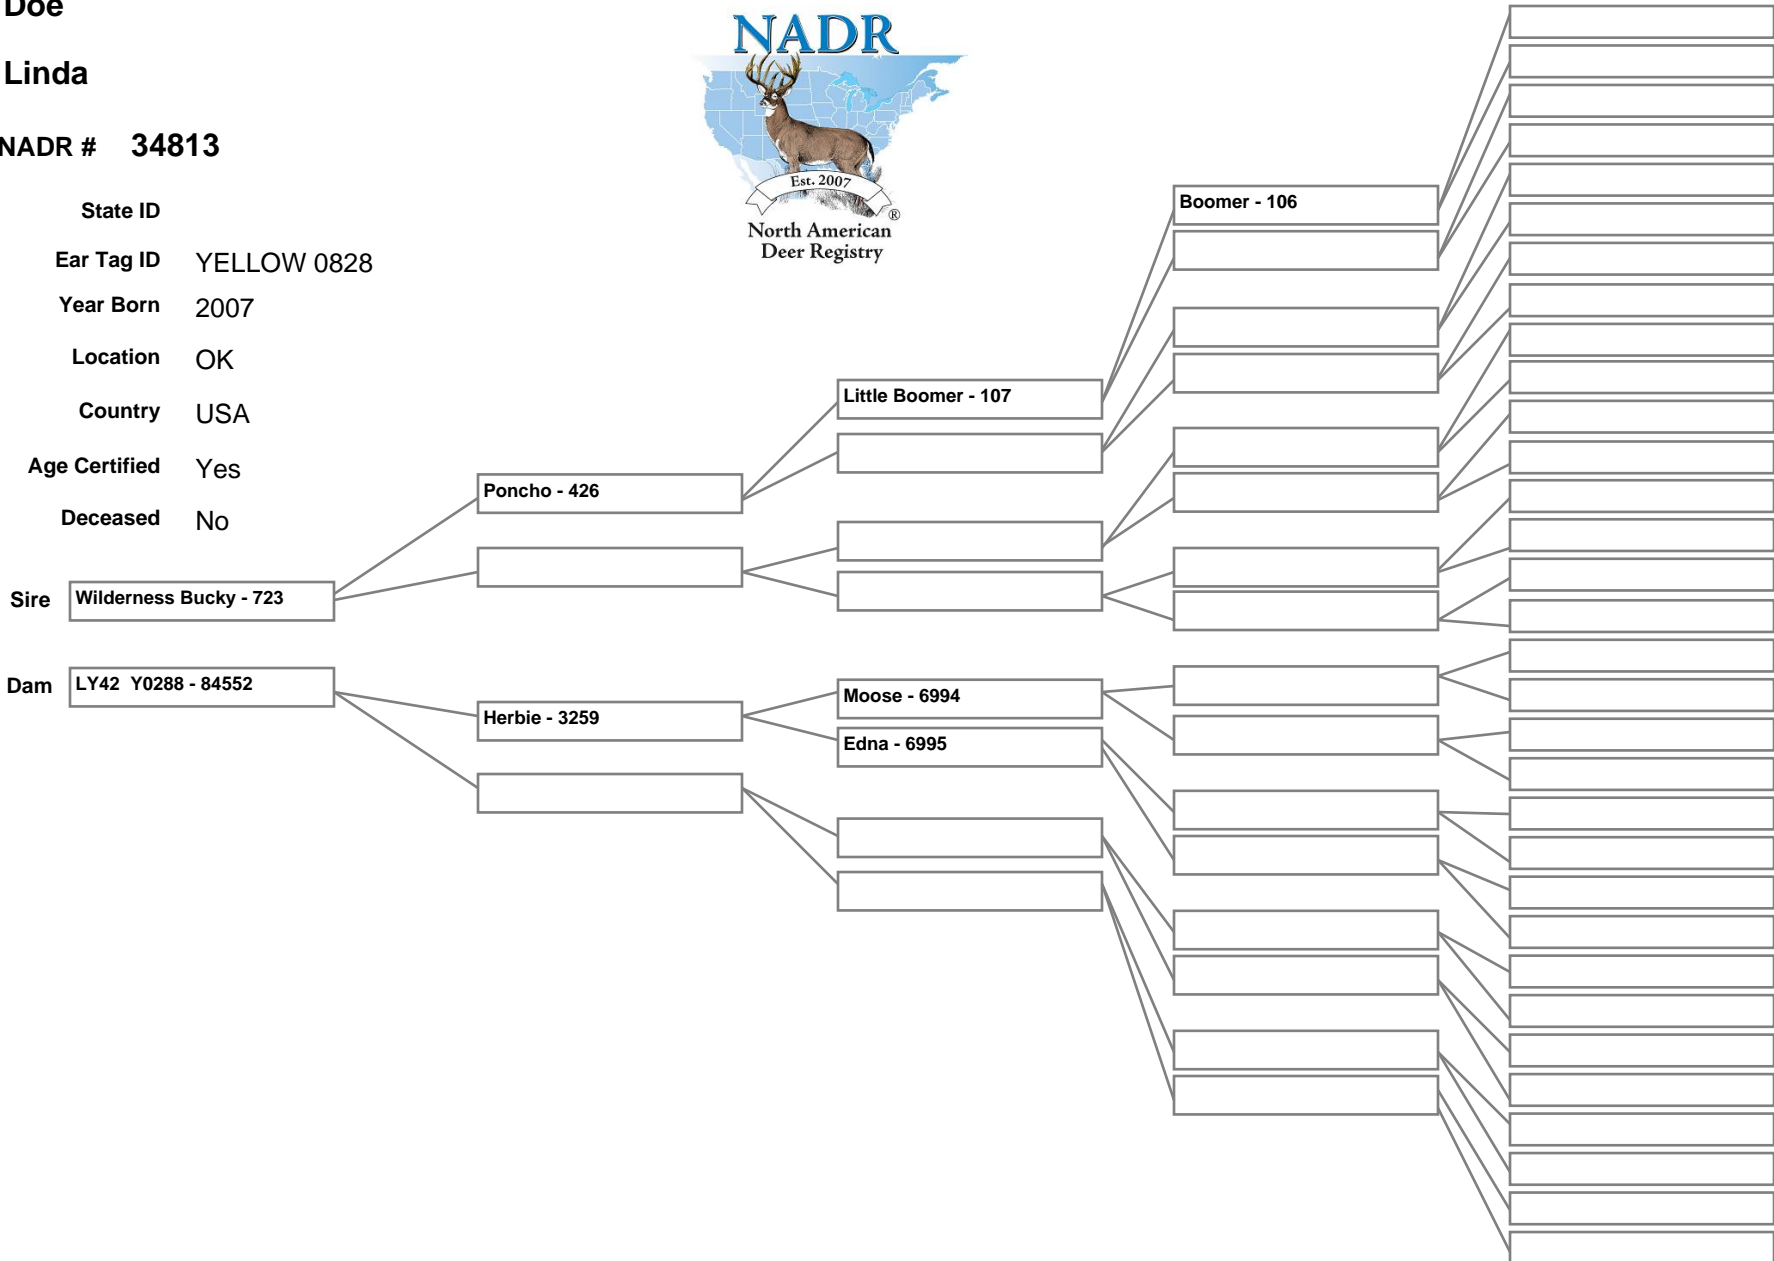 Doe
Linda
NADR # 34813
State ID
Ear Tag ID YELLOW 0828
Year Born 2007
Location OK
Country USA
Age Certified Yes
Deceased No
NADR
Est. 2007
®
North American
Deer Registry
Sire Wilderness Bucky - 723
Dam LY42 Y0288 - 84552
Poncho - 426
Herbie - 3259
Little Boomer - 107
Moose - 6994
Edna - 6995
Boomer - 106